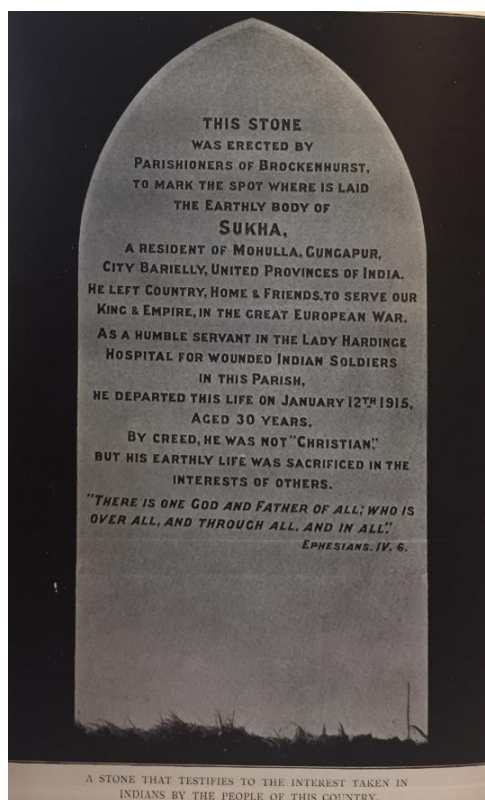 THIS STONE
WAS ERECTED BY
PARISHIONERS OF BROCKENHURST,
TO MARK THE SPOT WHERE IS LAID
THE EARTHLY BODY OF
SUKHA,
A RESIDENT OF MOHULLA, GUNGAPUR,
CITY BARIELLY, UNITED PROVINCES OF INDIA.
HE LEFT COUNTRY, HOME & FRIENDS, TO SERVE OUR
KING & EMPIRE, IN THE GREAT EUROPEAN WAR.
AS A HUMBLE SERVANT IN THE LADY HARDINGE
HOSPITAL FOR WOUNDED INDIAN SOLDIERS
IN THIS PARISH,
HE DEPARTED THIS LIFE ON JANUARY 12TH 1915,
AGED 30 YEARS.
BY CREED, HE WAS NOT "CHRISTIAN,"
BUT HIS EARTHLY LIFE WAS SACRIFICED IN THE
INTERESTS OF OTHERS.
"THERE IS ONE GOD AND FATHER OF ALL; WHO IS
OVER ALL, AND THROUGH ALL, AND IN ALL."
EPHESIANS. IV. 6.
A STONE THAT TESTIFIES TO THE INTEREST TAKEN IN
INDIANS BY THE PEOPLE OF THIS COUNTRY